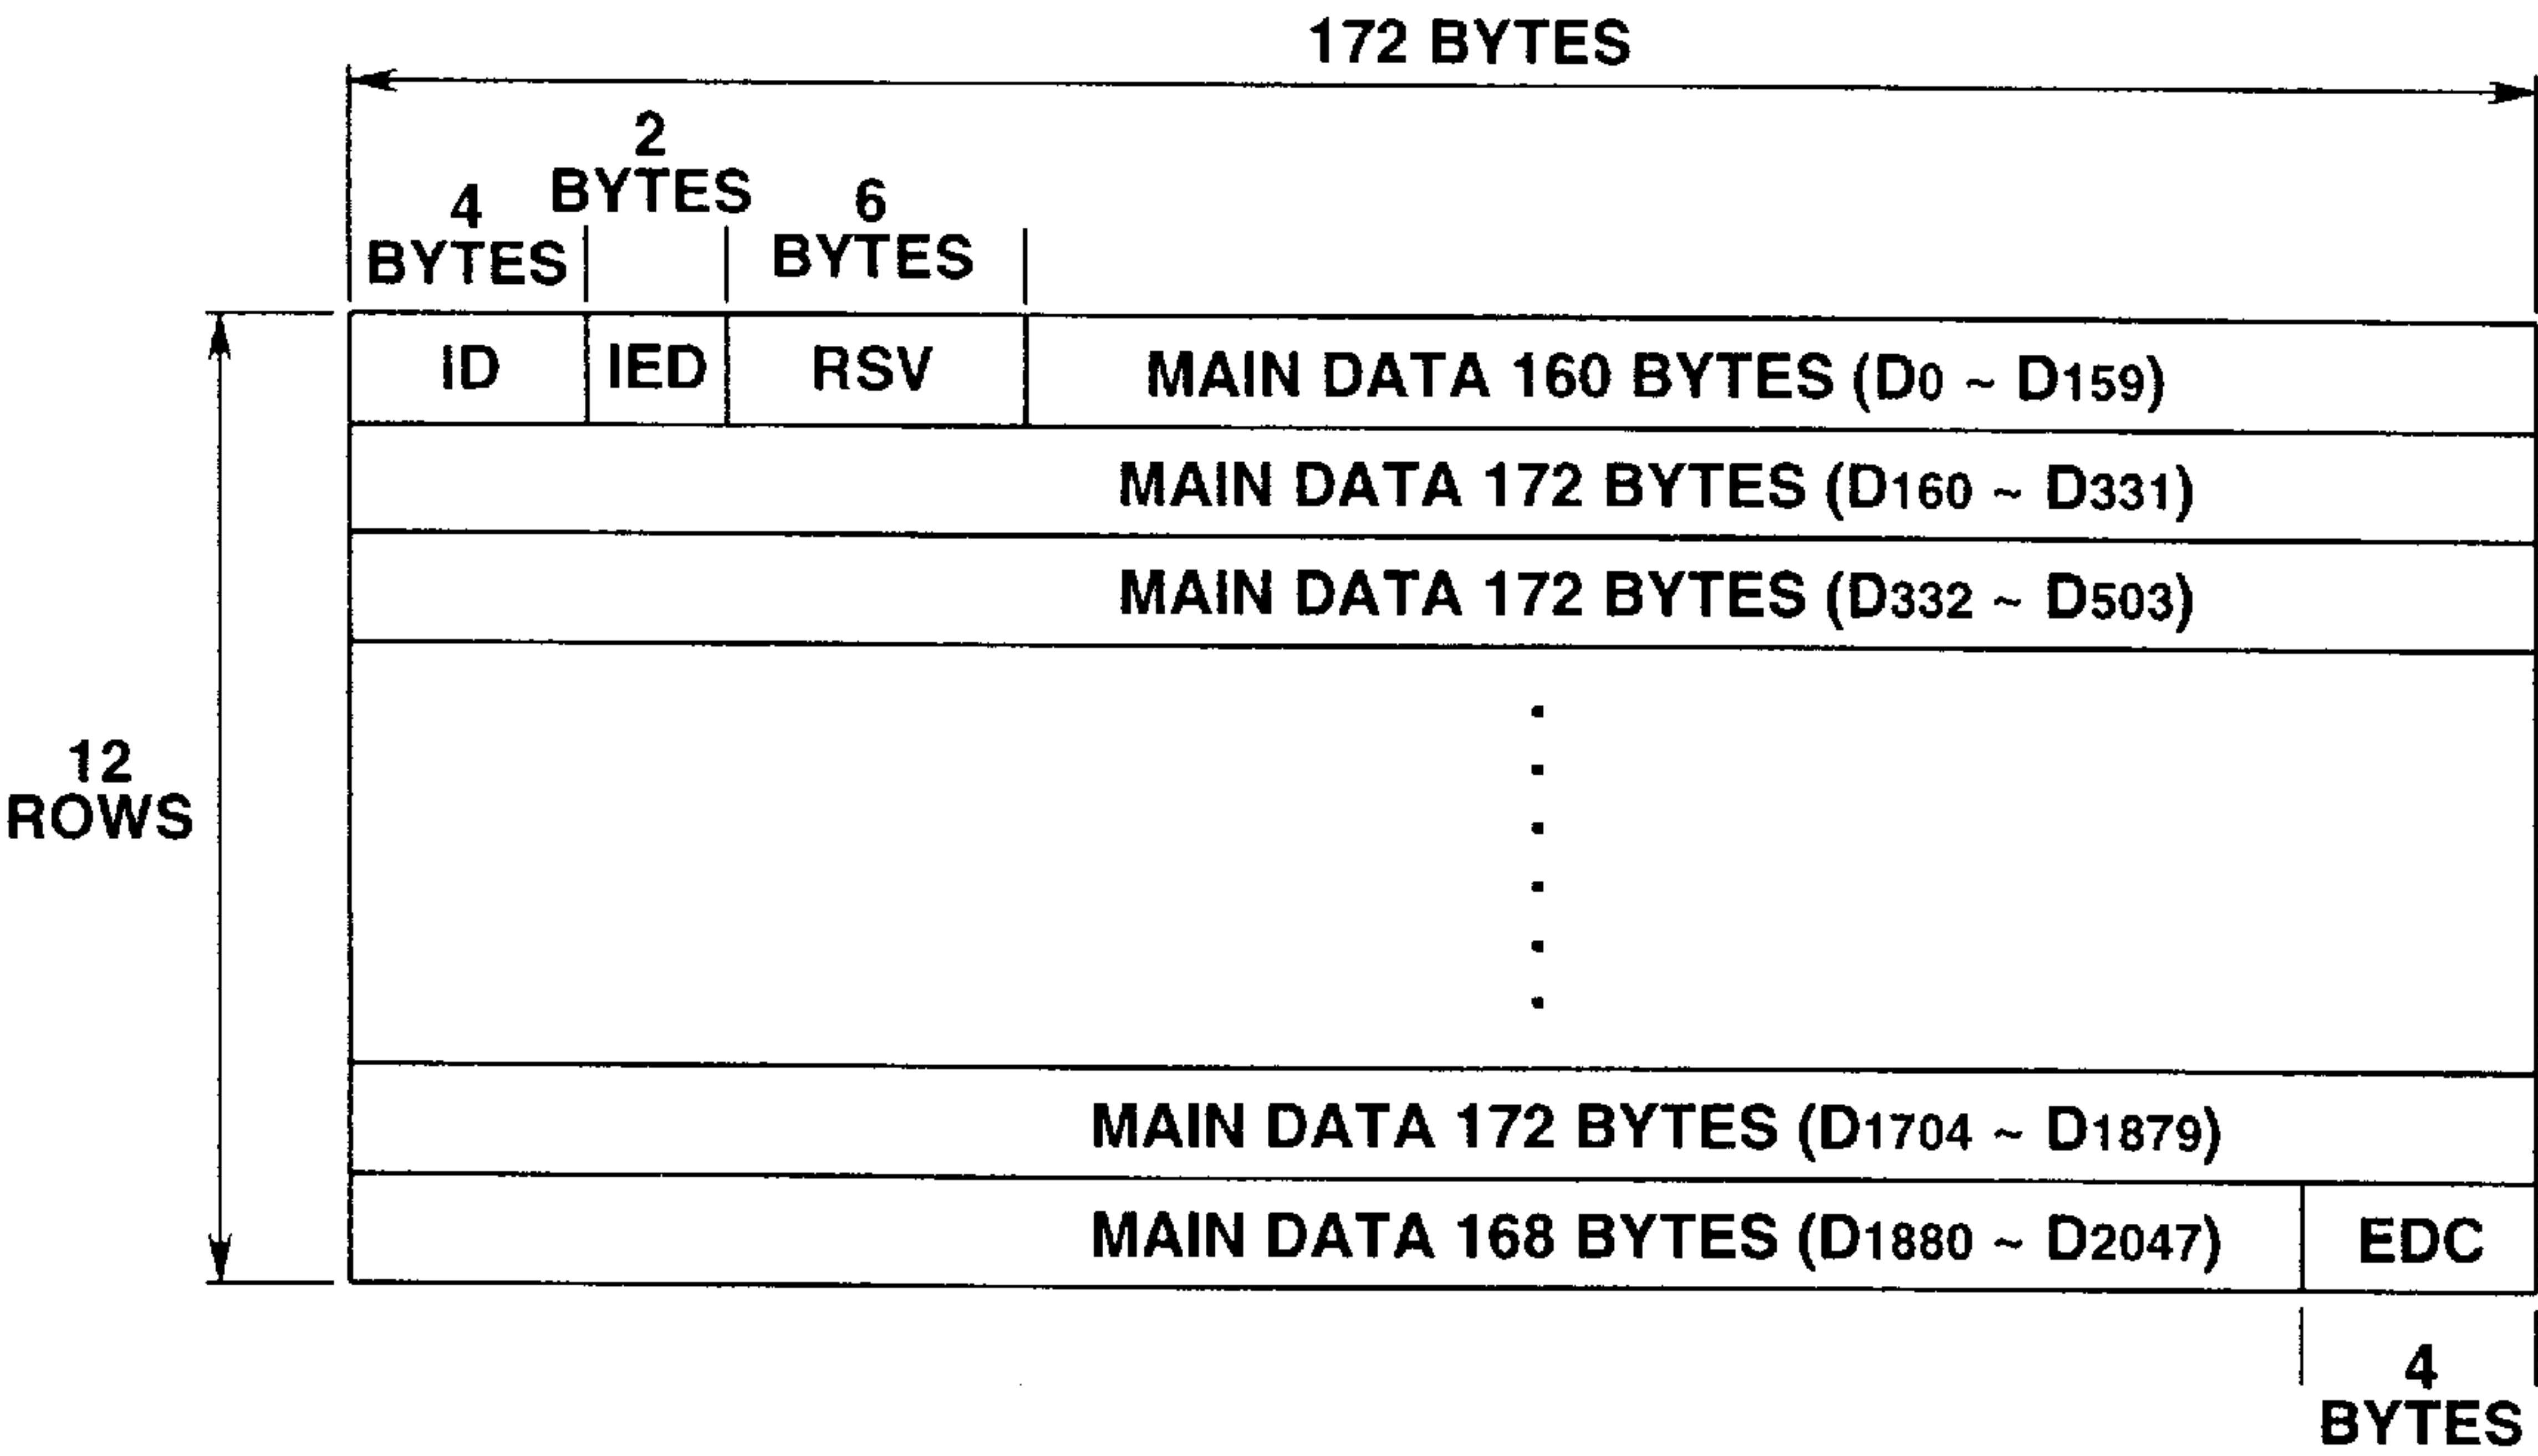 172 BYTES
2
BYTES
4
BYTES
6
BYTES
ID IED RSV MAIN DATA 160 BYTES (D0 ~ D159)
MAIN DATA 172 BYTES (D160 ~ D331)
MAIN DATA 172 BYTES (D332 ~ D503)
12
ROWS
MAIN DATA 172 BYTES (D1704 ~ D1879)
MAIN DATA 168 BYTES (D1880 ~ D2047) EDC
4
BYTES